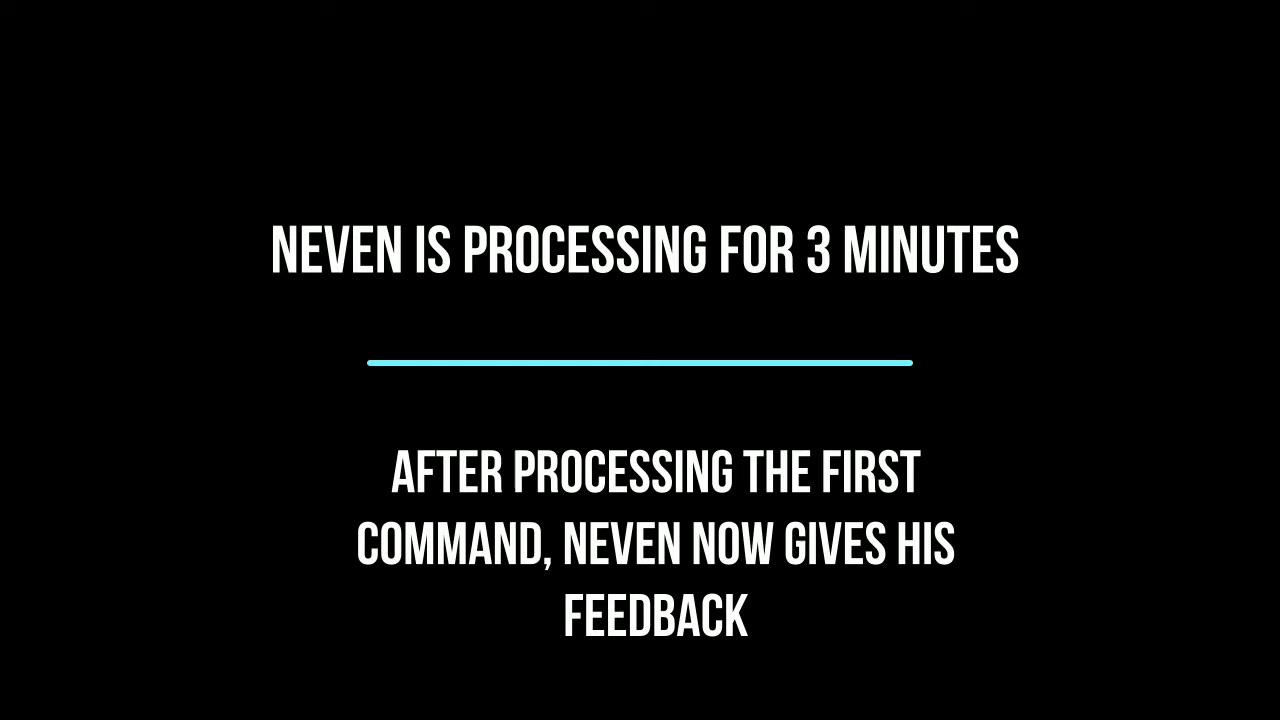 NEVEN IS PROCESSING FOR 3 MINUTES
AFTER PROCESSING THE FIRST
COMMAND, NEVEN NOW GIVES HIS
FEEDBACK